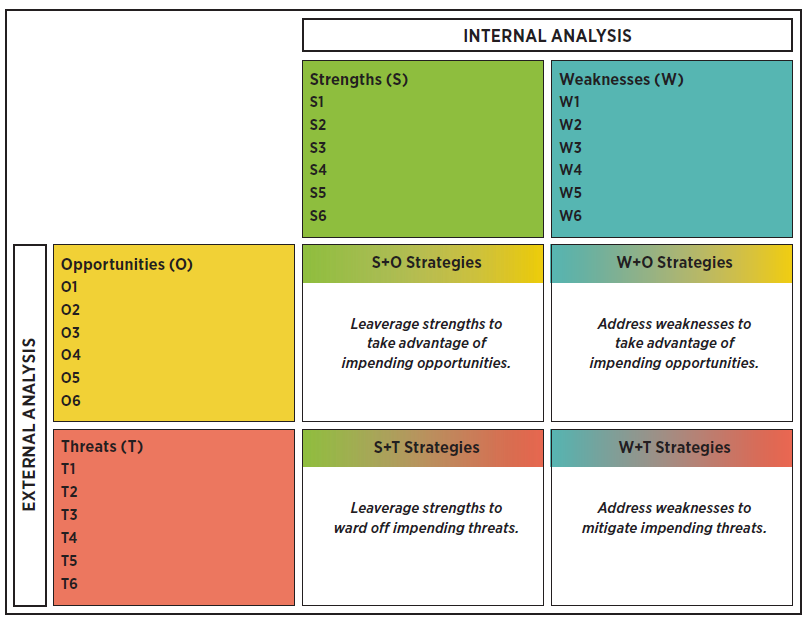 INTERNAL ANALYSIS
Strengths (S)
S1
S2
S3
S4
S5
S6
Weaknesses (W)
W1
W2
W3
W4
W5
W6
EXTERNAL ANALYSIS
Opportunities (O)
O1
O2
O3
O4
O5
O6
S+O Strategies
Leaverage strengths to
take advantage of
impending opportunities.
W+O Strategies
Address weaknesses to
take advantage of
impending opportunities.
Threats (T)
T1
T2
T3
T4
T5
T6
S+T Strategies
Leaverage strengths to
ward off impending threats.
W+T Strategies
Address weaknesses to
mitigate impending threats.